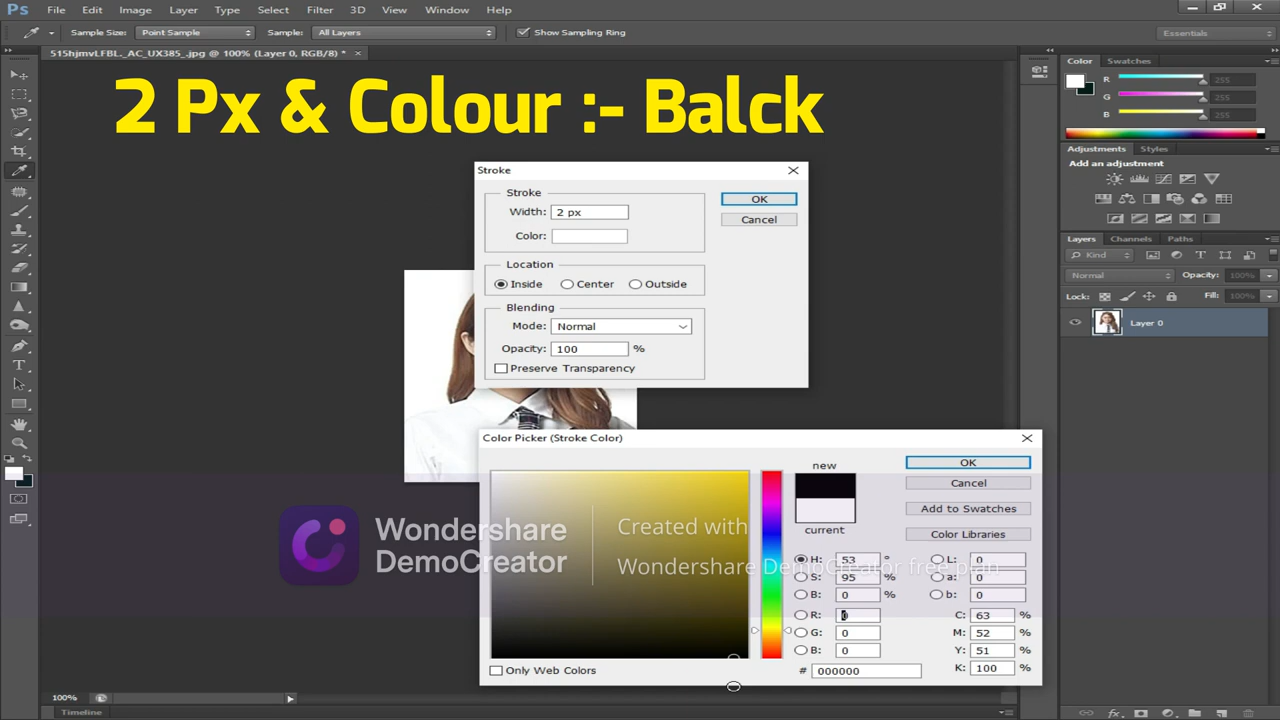 Ps File Edit Image Layer Type Select Filter 3D View Window Help
Sample Size: Point Sample Sample: All Layers Show Sampling Ring Essentials
515hjmvLFBL._AC_UX385_.jpg @ 100% (Layer 0, RGB/8) * ×
2 Px & Colour :- Balck
Stroke
Stroke
Width: 2 px
Color:
OK
Cancel
Location
Inside Center Outside
Blending
Mode: Normal
Opacity: 100 %
Preserve Transparency
Color Picker (Stroke Color)
new
current
OK
Cancel
Add to Swatches
Color Libraries
H: 53 °
S: 95 %
B: 0 %
R: 0
G: 0
B: 0
# 000000
L: 0
a: 0
b: 0
C: 63 %
M: 52 %
Y: 51 %
K: 100 %
Only Web Colors
Wondershare
DemoCreator
Created with
Wondershare DemoCreator free plan
Color Swatches
R 255
G 255
B 255
Adjustments Styles
Add an adjustment
Layers Channels Paths
Kind
Normal Opacity: 100%
Lock: Fill: 100%
Layer 0
100%
Timeline